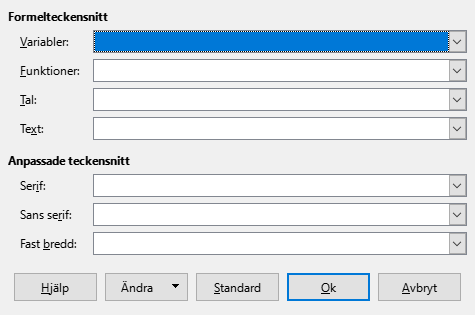 Formelteckensnitt
Variabler:
Funktioner:
Tal:
Text:
Anpassade teckensnitt
Serif:
Sans serif:
Fast bredd:
Hjälp Ändra Standard Ok Avbryt